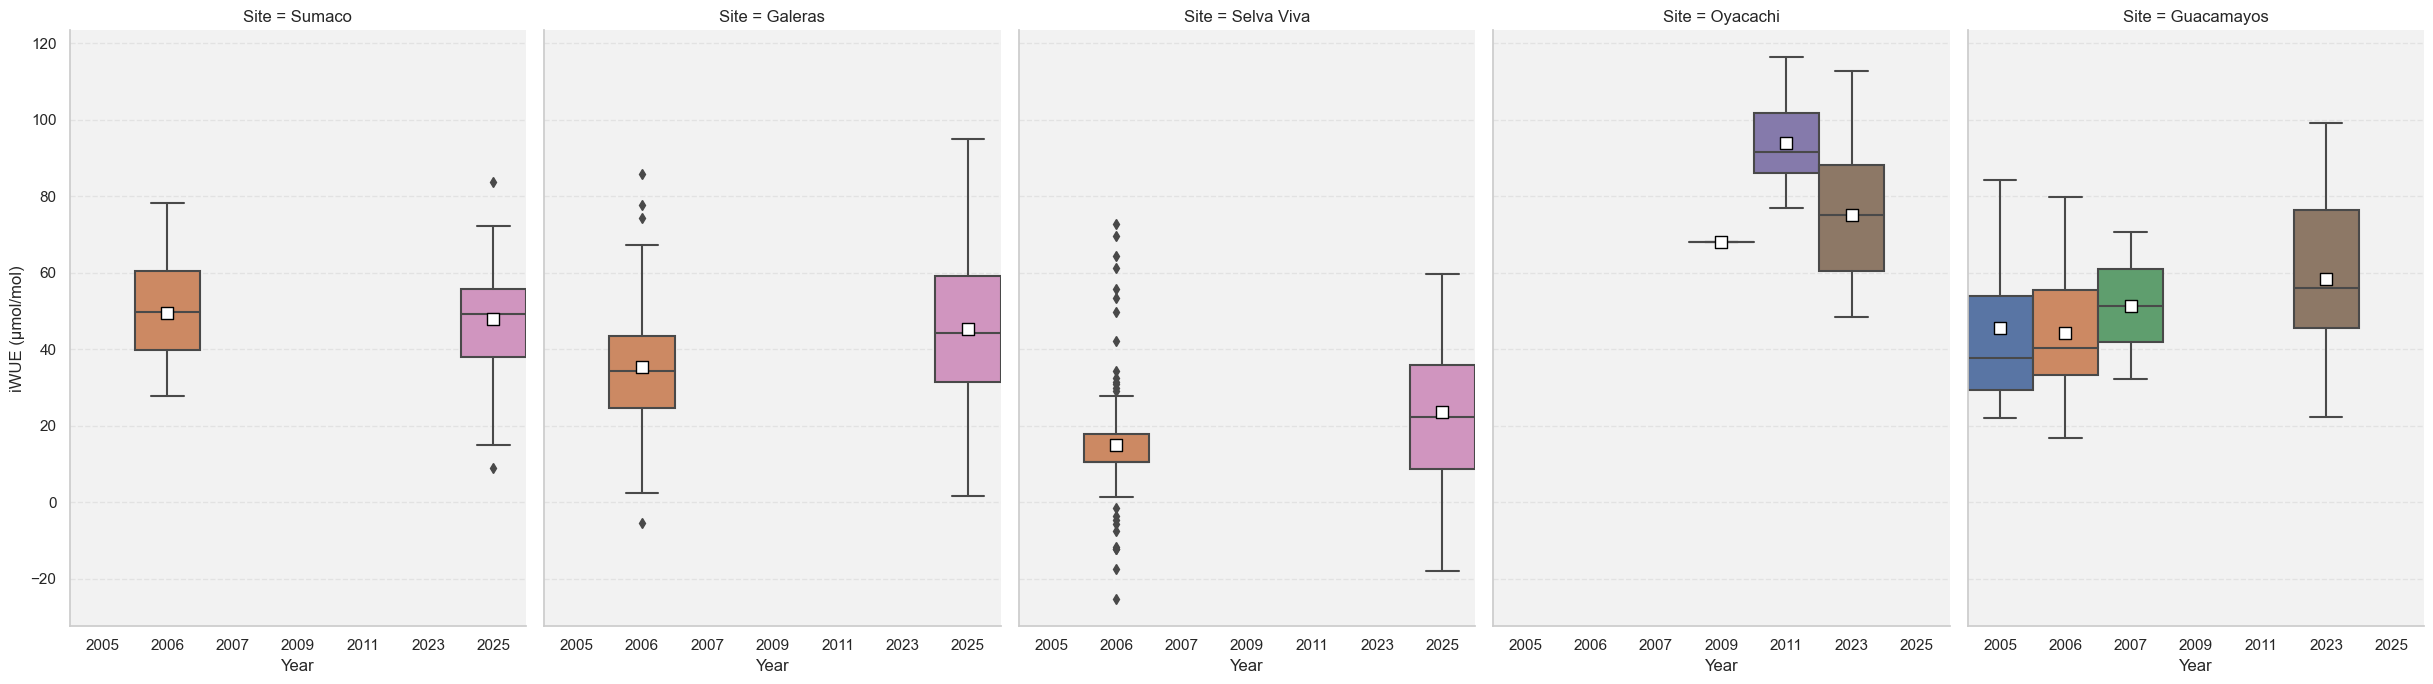 Site = Sumaco
Site = Galeras
Site = Selva Viva
Site = Oyacachi
Site = Guacamayos
120
100
80
60
40
20
0
−20
iWUE (µmol/mol)
2005 2006 2007 2009 2011 2023 2025
2005 2006 2007 2009 2011 2023 2025
2005 2006 2007 2009 2011 2023 2025
2005 2006 2007 2009 2011 2023 2025
2005 2006 2007 2009 2011 2023 2025
Year
Year
Year
Year
Year